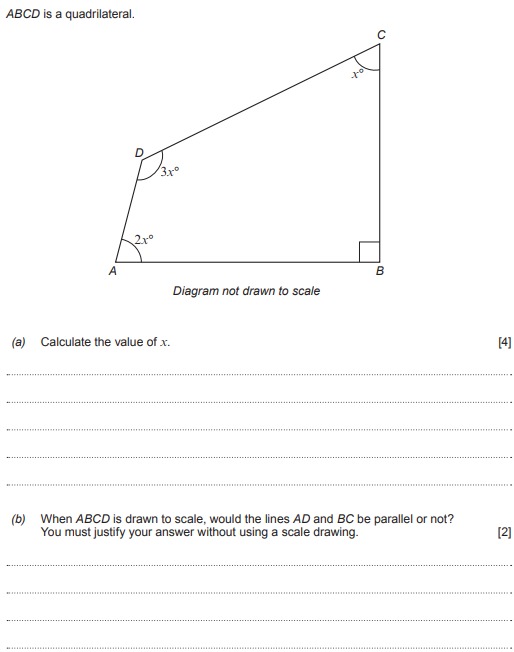 ABCD is a quadrilateral.
C
x°
D
3x°
2x°
A
B
Diagram not drawn to scale
(a) Calculate the value of x. [4]
(b) When ABCD is drawn to scale, would the lines AD and BC be parallel or not?
You must justify your answer without using a scale drawing. [2]